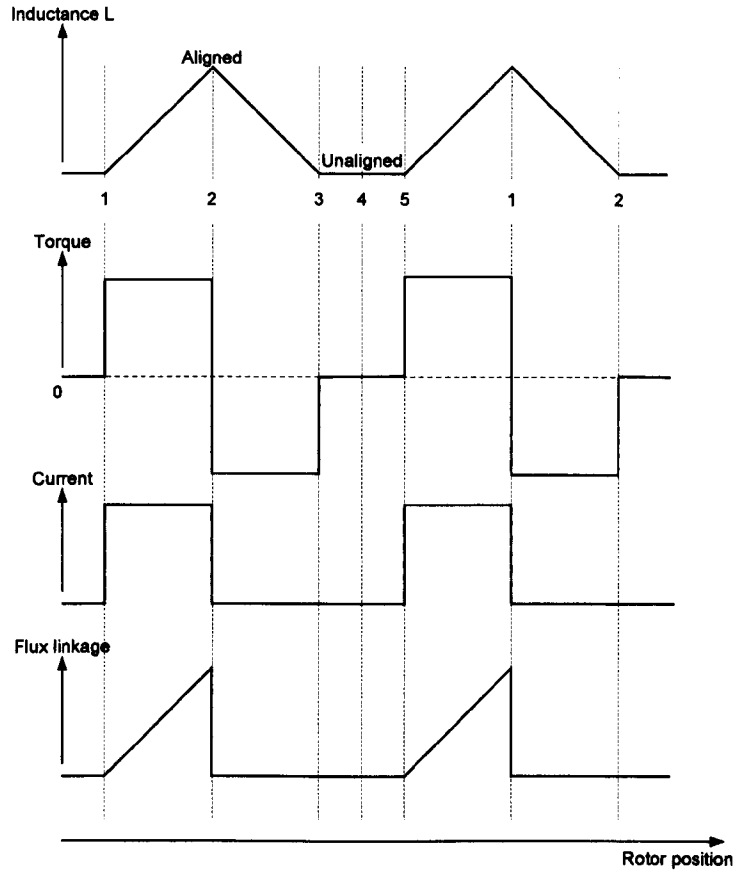 Inductance L
Aligned
Unaligned
1 2 3 4 5 1 2
Torque
0
Current
Flux linkage
Rotor position